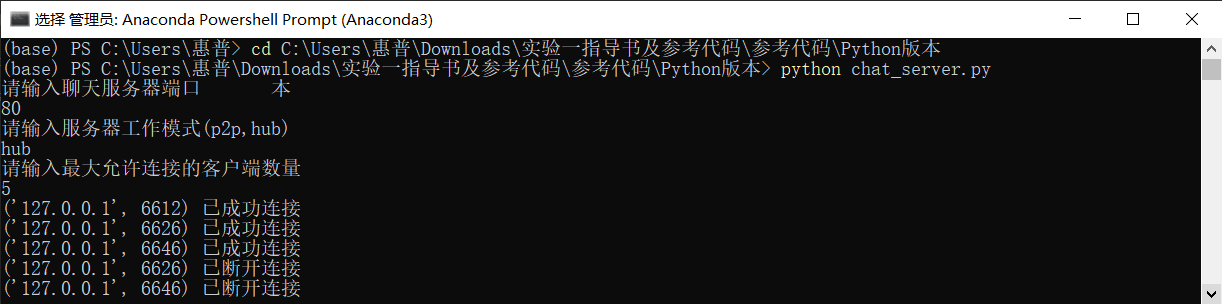 选择 管理员: Anaconda Powershell Prompt (Anaconda3)
(base) PS C:\Users\惠普> cd C:\Users\惠普\Downloads\实验一指导书及参考代码\参考代码\Python版本
(base) PS C:\Users\惠普\Downloads\实验一指导书及参考代码\参考代码\Python版本> python chat_server.py
请输入聊天服务器端口 本
80
请输入服务器工作模式(p2p,hub)
hub
请输入最大允许连接的客户端数量
5
('127.0.0.1', 6612) 已成功连接
('127.0.0.1', 6626) 已成功连接
('127.0.0.1', 6646) 已成功连接
('127.0.0.1', 6626) 已断开连接
('127.0.0.1', 6646) 已断开连接